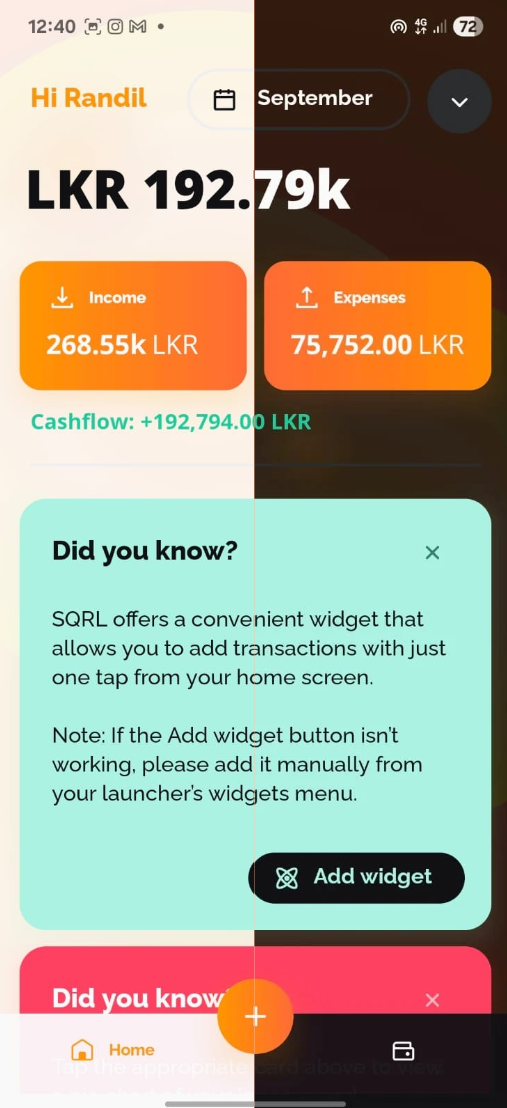 12:40
4G
72
Hi Randil
September
LKR 192.79k
Income
Expenses
268.55k LKR
75,752.00 LKR
Cashflow: +192,794.00 LKR
Did you know?
SQRL offers a convenient widget that
allows you to add transactions with just
one tap from your home screen.
Note: If the Add widget button isn't
working, please add it manually from
your launcher's widgets menu.
Add widget
Did you know
Home
Tap the appropriate card above to view